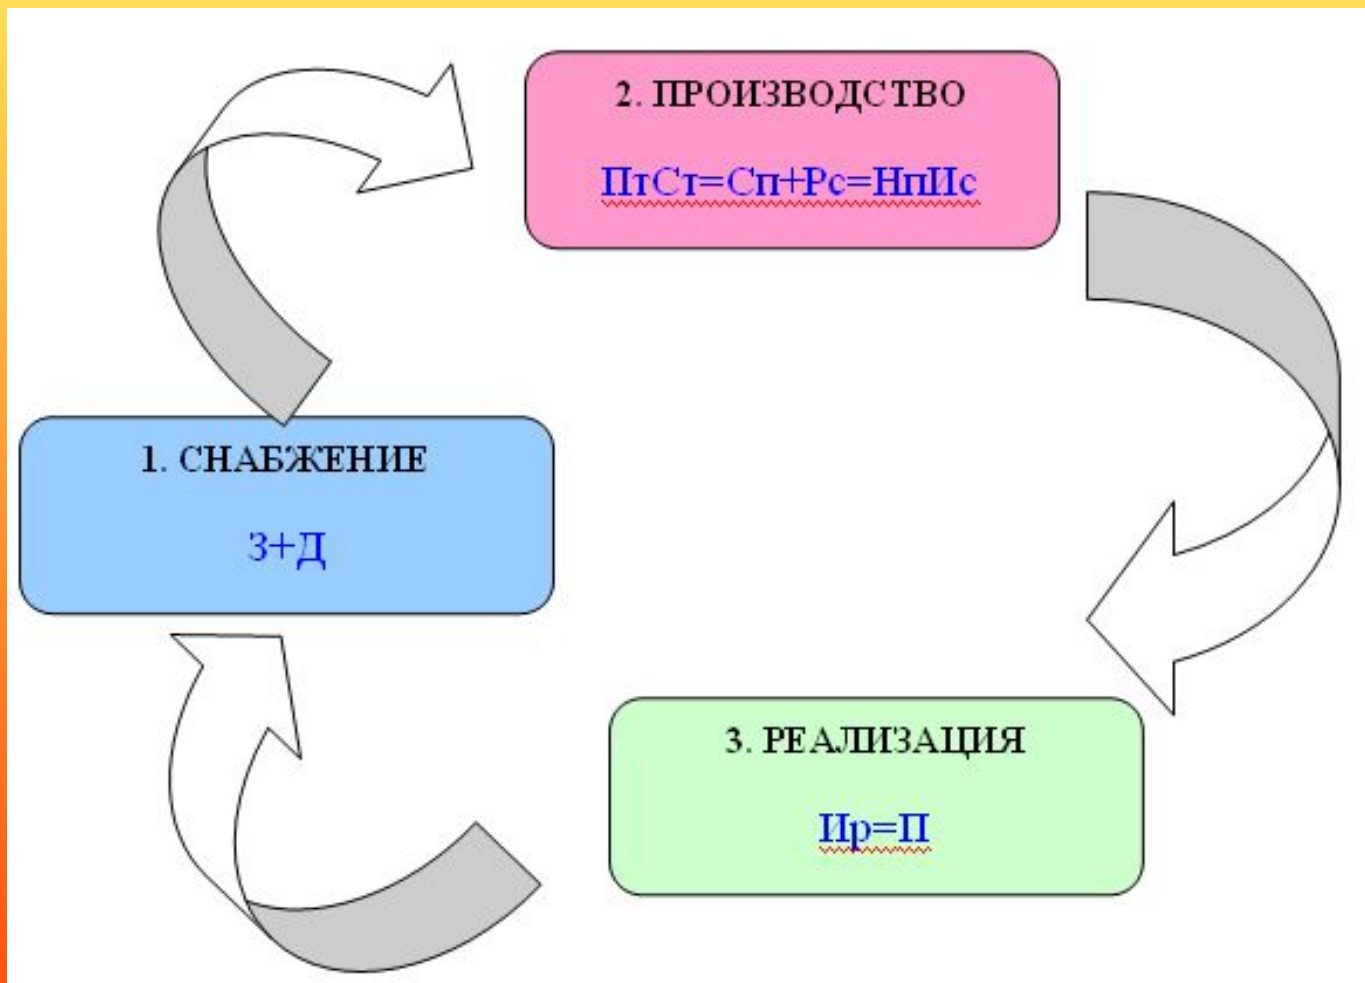 2. ПРОИЗВОДСТВО
ПтСт=Сп+Рс=НпИс
1. СНАБЖЕНИЕ
З+Д
3. РЕАЛИЗАЦИЯ
Ир=П